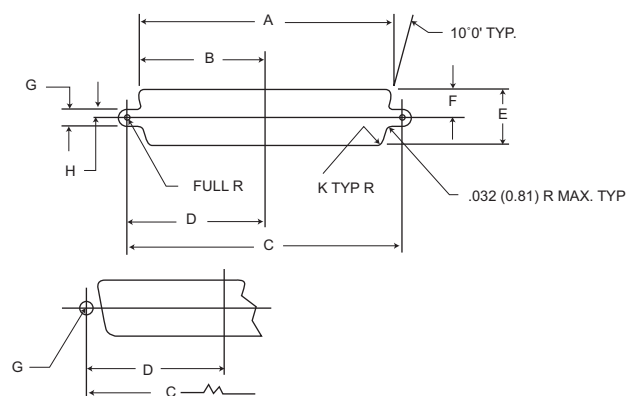 A
10°0' TYP.
B
G
F
E
H
FULL R
K TYP R
.032 (0.81) R MAX. TYP
D
C
G
D
C